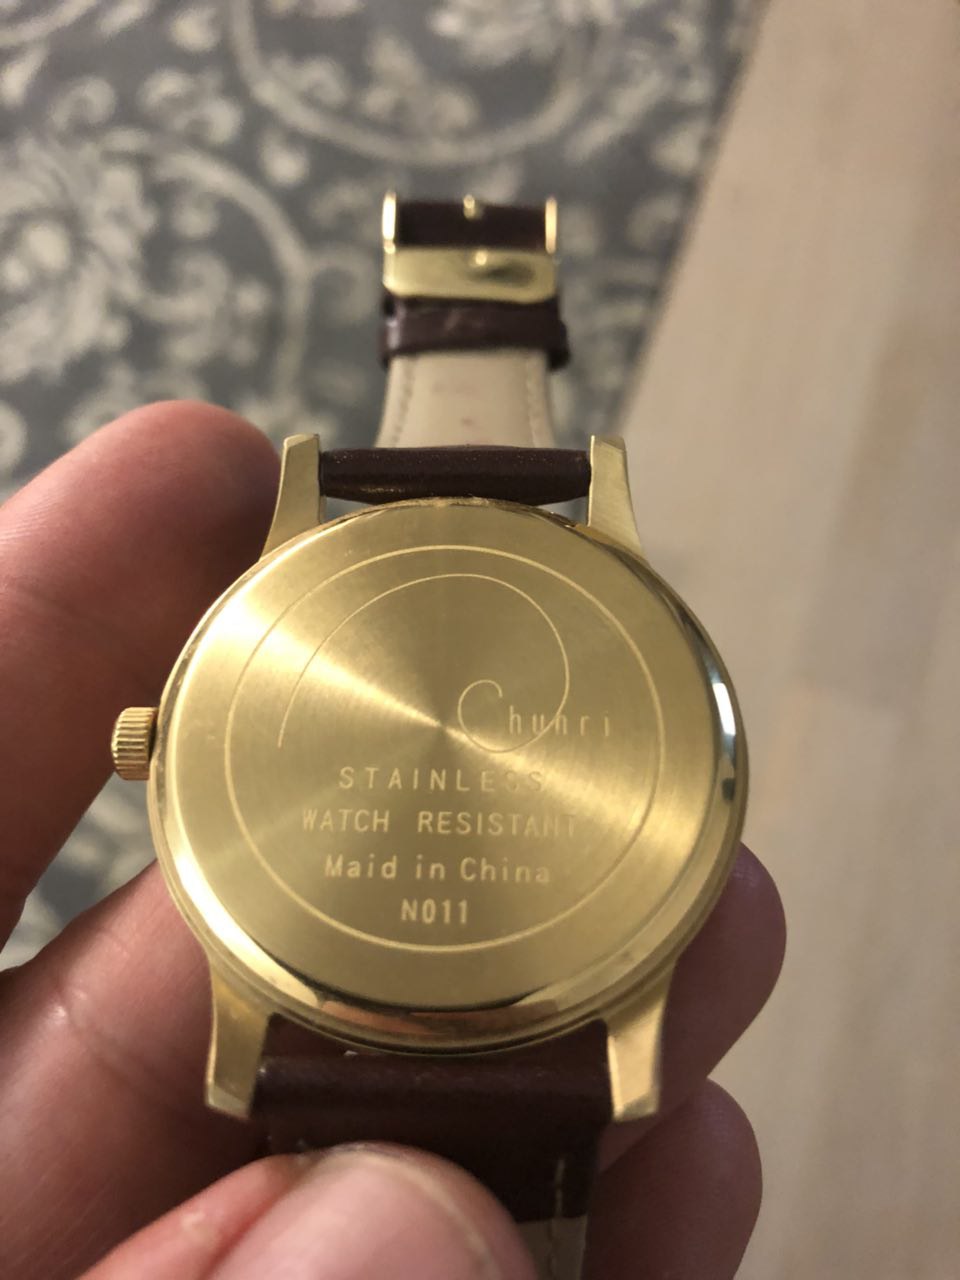 Chunri
STAINLESS
WATCH RESISTANT
Maid in China
N011